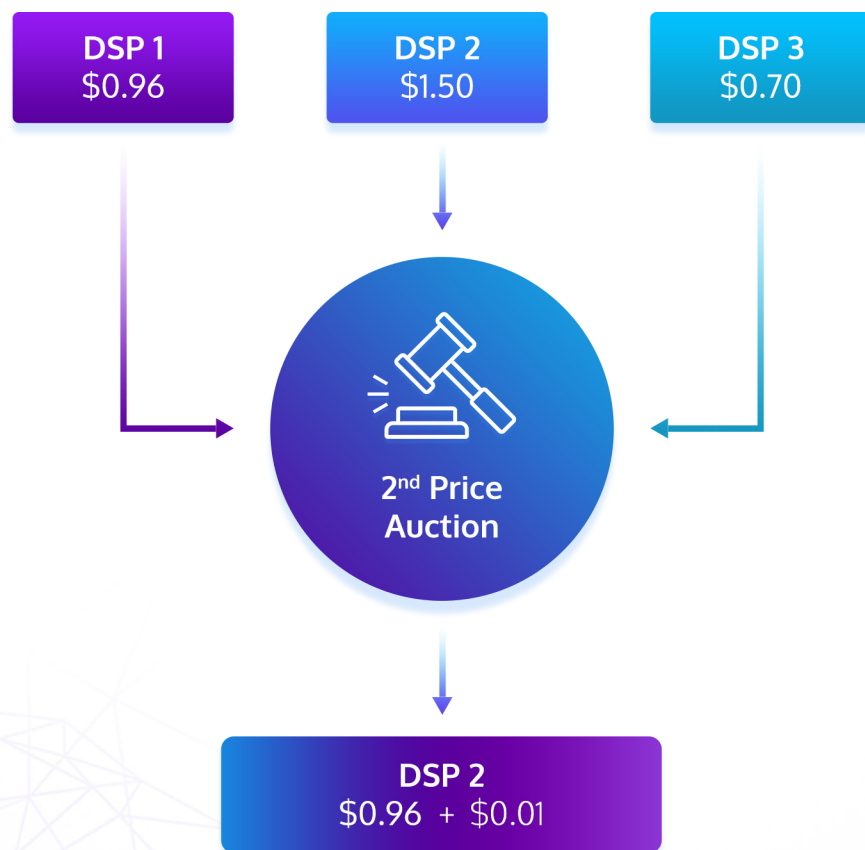 DSP 1
$0.96
DSP 2
$1.50
DSP 3
$0.70
2nd Price
Auction
DSP 2
$0.96 + $0.01